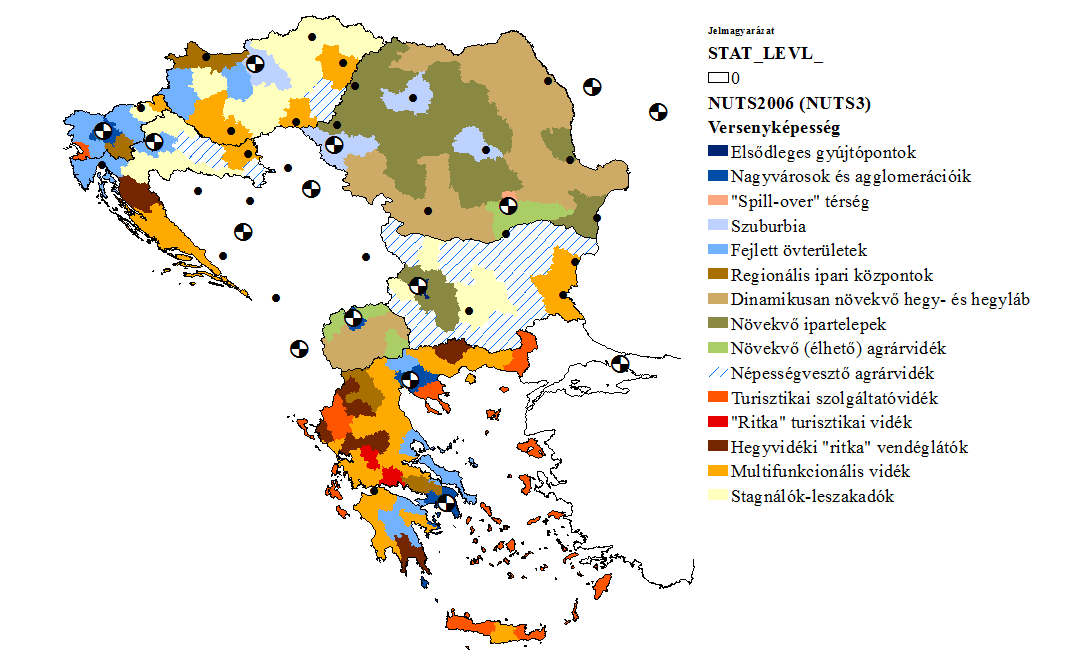 Jelmagyarázat
STAT_LEVL_
0
NUTS2006 (NUTS3)
Versenyképesség
Elsődleges gyűjtópontok
Nagyvárosok és agglomerációik
"Spill-over" térség
Szuburbia
Fejlett övterületek
Regionális ipari központok
Dinamikusan növekvő hegy- és hegyláb
Növekvő ipartelepek
Növekvő (élhető) agrárvidék
Népességvesztő agrárvidék
Turisztikai szolgáltatóvidék
"Ritka" turisztikai vidék
Hegyvidéki "ritka" vendéglátók
Multifunkcionális vidék
Stagnálók-leszakadók